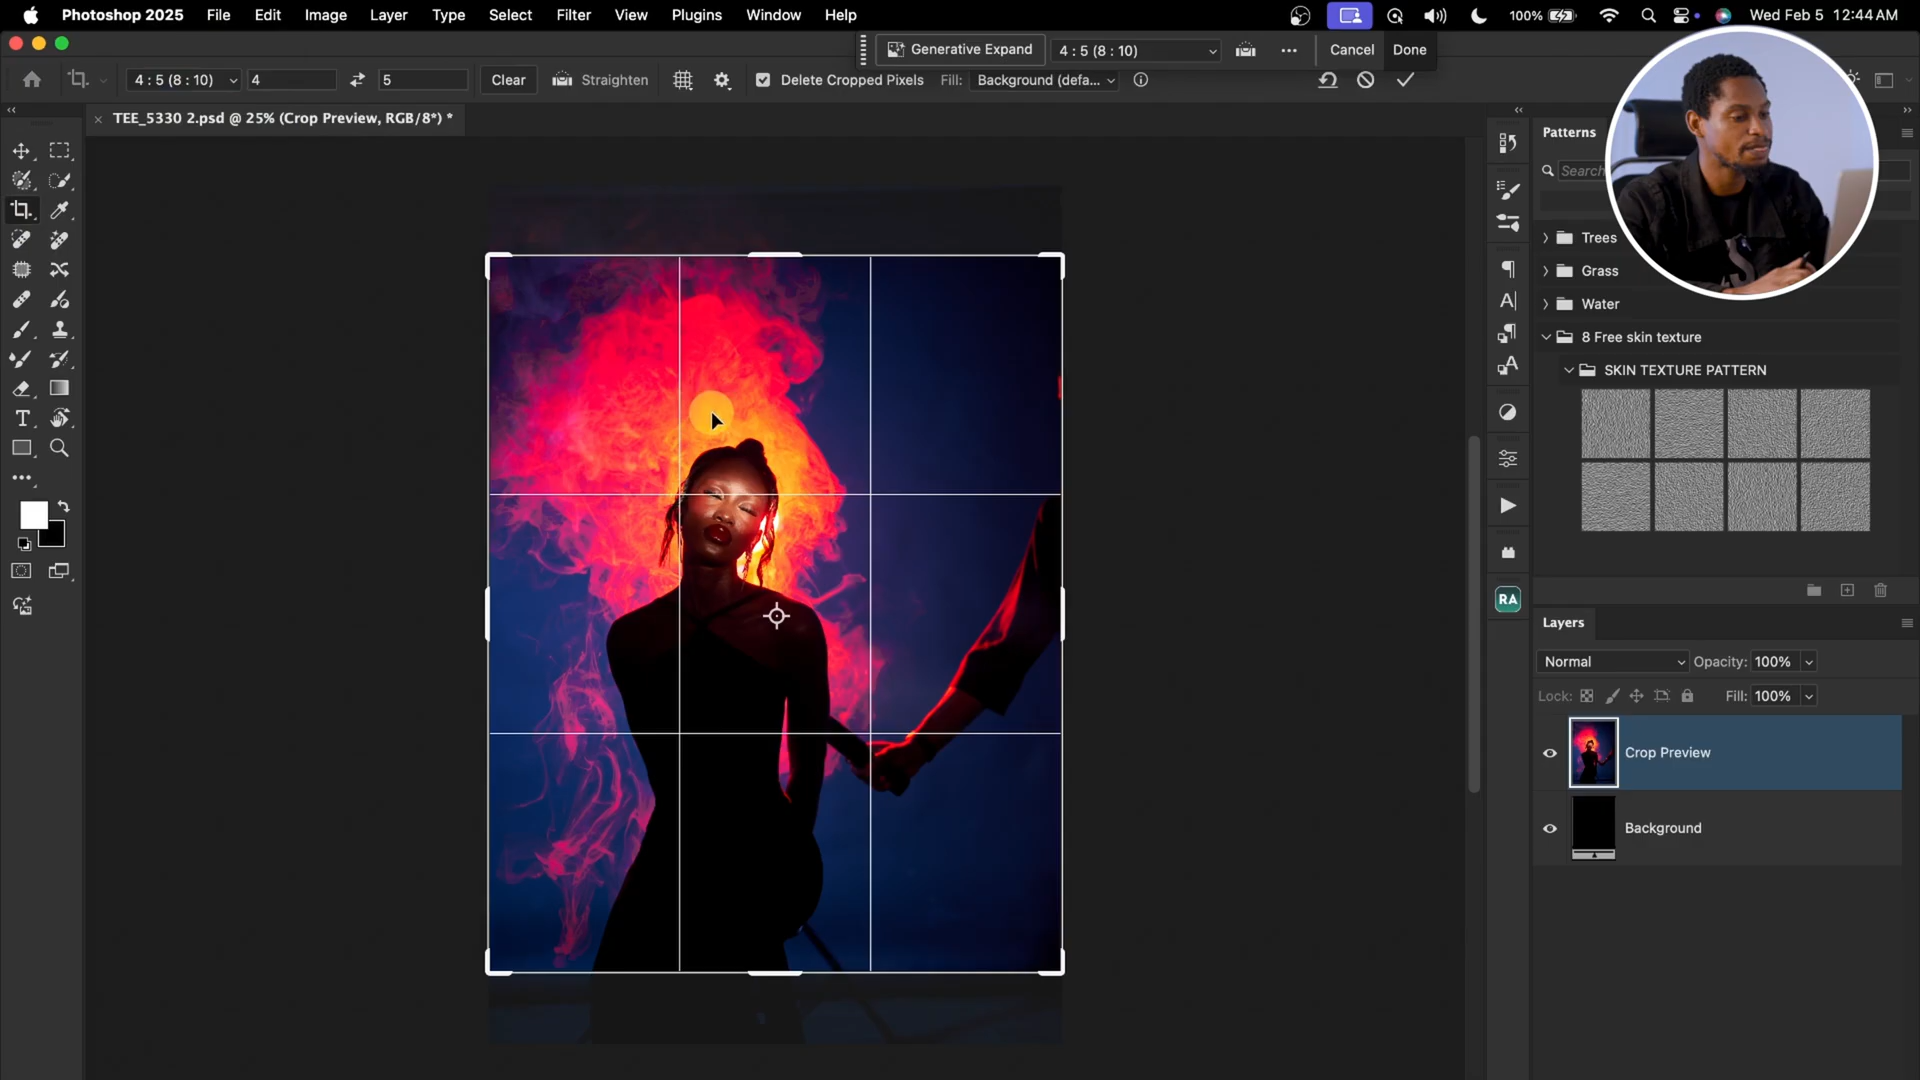 Photoshop 2025 File Edit Image Layer Type Select Filter View Plugins Window Help 100% Wed Feb 5 12:44 AM
Generative Expand 4 : 5 (8 : 10) Cancel Done
4 : 5 (8 : 10) 4 5 Clear Straighten Delete Cropped Pixels Fill: Background (defa...
TEE_5330 2.psd @ 25% (Crop Preview, RGB/8*) *
Patterns
Search
Trees
Grass
Water
8 Free skin texture
SKIN TEXTURE PATTERN
RA
Layers
Normal Opacity: 100%
Lock: Fill: 100%
Crop Preview
Background